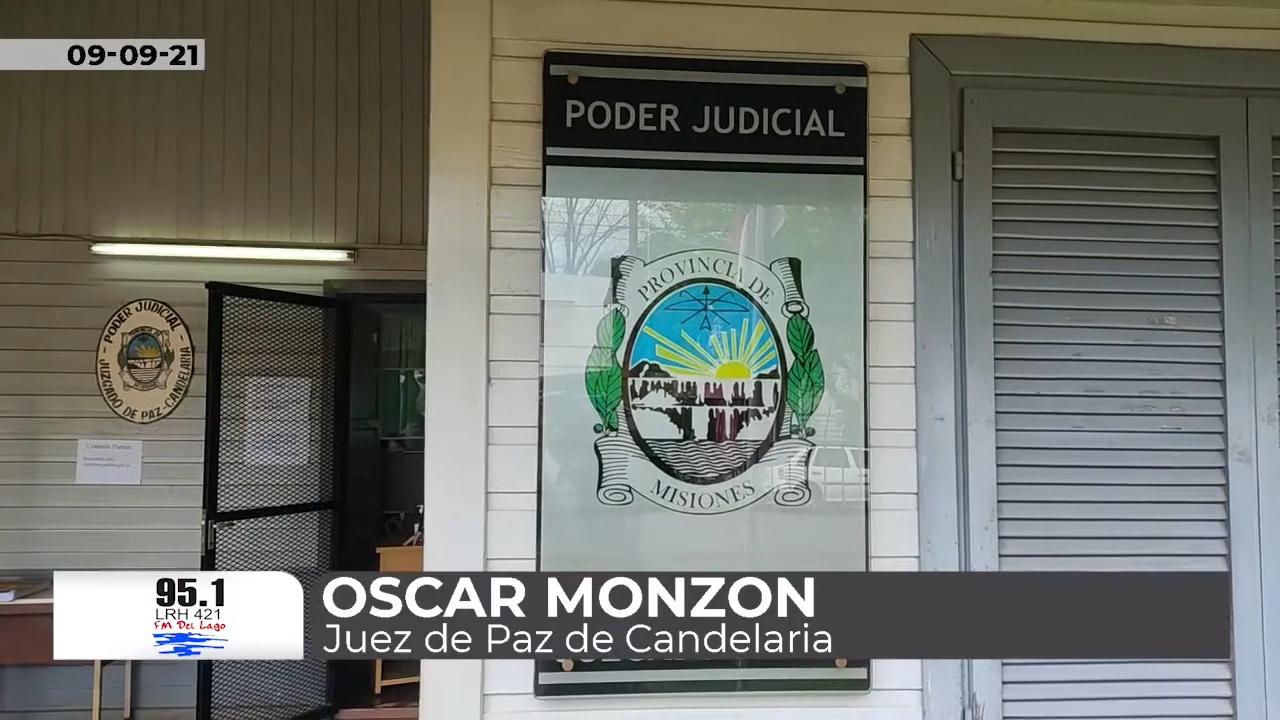 09-09-21
PODER JUDICIAL
PROVINCIA DE
MISIONES
PODER JUDICIAL
JUZGADO DE PAZ - CANDELARIA
95.1
LRH 421
FM Del Lago
OSCAR MONZON
Juez de Paz de Candelaria